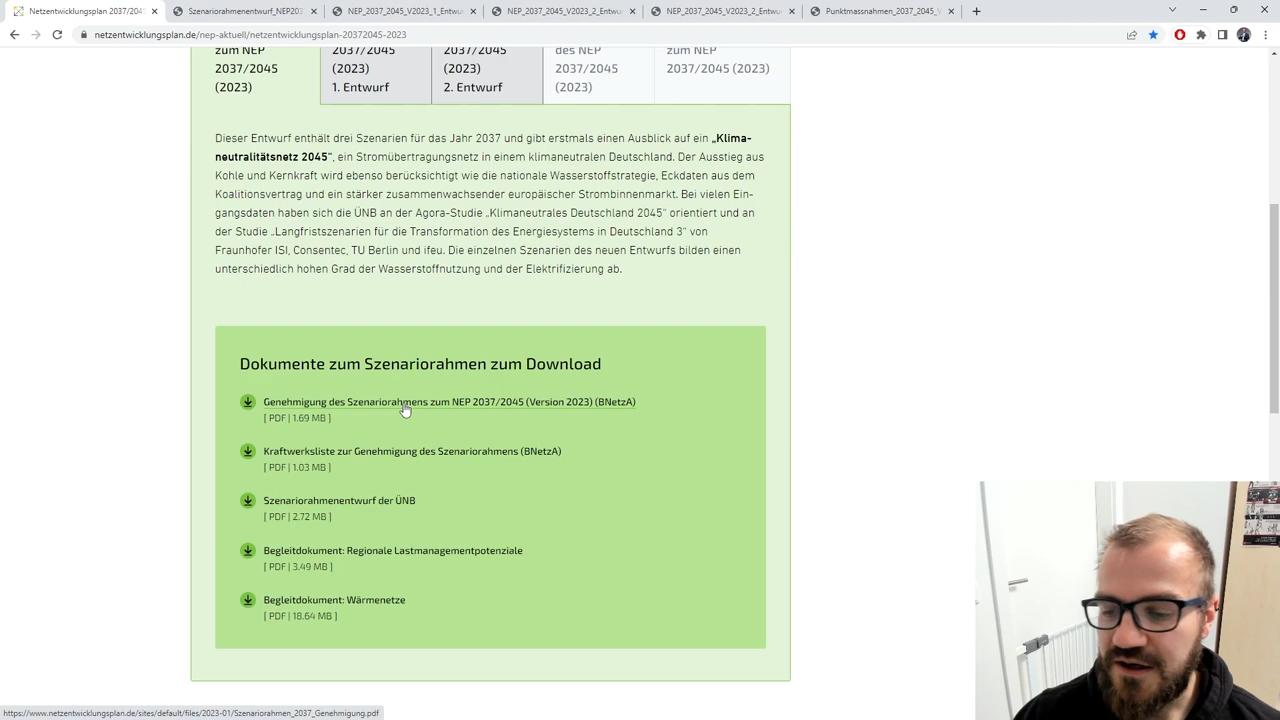 Netzentwicklungsplan 2037/2045
Szenariorahmenentwurf_NEP203
NEP_2037_2045_V2023_1_Entwu
NEP_2037_2045_V2023_2_Entwu
NEP_2037_2045_V2023_2_Entwu
Punktmassnahmen_2037_2045_V
netzentwicklungsplan.de/nep-aktuell/netzentwicklungsplan-20372045-2023
zum NEP
2037/2045
(2023)
2037/2045
(2023)
1. Entwurf
2037/2045
(2023)
2. Entwurf
des NEP
2037/2045
(2023)
zum NEP
2037/2045 (2023)
Dieser Entwurf enthält drei Szenarien für das Jahr 2037 und gibt erstmals einen Ausblick auf ein „Klima-
neutralitätsnetz 2045“, ein Stromübertragungsnetz in einem klimaneutralen Deutschland. Der Ausstieg aus
Kohle und Kernkraft wird ebenso berücksichtigt wie die nationale Wasserstoffstrategie, Eckdaten aus dem
Koalitionsvertrag und ein stärker zusammenwachsender europäischer Strombinnenmarkt. Bei vielen Ein-
gangsdaten haben sich die ÜNB an der Agora-Studie „Klimaneutrales Deutschland 2045“ orientiert und an
der Studie „Langfristszenarien für die Transformation des Energiesystems in Deutschland 3“ von
Fraunhofer ISI, Consentec, TU Berlin und ifeu. Die einzelnen Szenarien des neuen Entwurfs bilden einen
unterschiedlich hohen Grad der Wasserstoffnutzung und der Elektrifizierung ab.
Dokumente zum Szenariorahmen zum Download
Genehmigung des Szenariorahmens zum NEP 2037/2045 (Version 2023) (BNetzA)
[ PDF | 1.69 MB ]
Kraftwerksliste zur Genehmigung des Szenariorahmens (BNetzA)
[ PDF | 1.03 MB ]
Szenariorahmenentwurf der ÜNB
[ PDF | 2.72 MB ]
Begleitdokument: Regionale Lastmanagementpotenziale
[ PDF | 3.49 MB ]
Begleitdokument: Wärmenetze
[ PDF | 18.64 MB ]
https://www.netzentwicklungsplan.de/sites/default/files/2023-01/Szenariorahmen_2037_Genehmigung.pdf